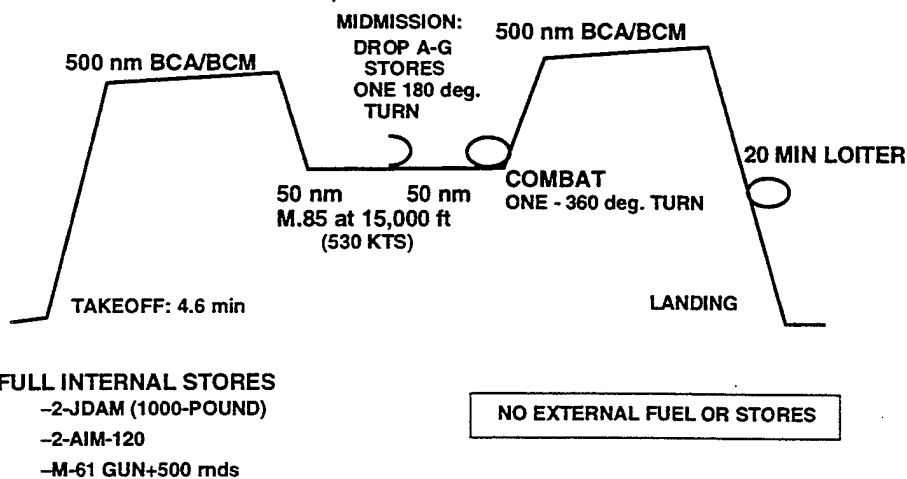 MIDMISSION:
DROP A-G
STORES
ONE 180 deg.
TURN
500 nm BCA/BCM
500 nm BCA/BCM
20 MIN LOITER
50 nm 50 nm
M.85 at 15,000 ft
(530 KTS)
COMBAT
ONE - 360 deg. TURN
TAKEOFF: 4.6 min
LANDING
FULL INTERNAL STORES
–2-JDAM (1000-POUND)
–2-AIM-120
–M-61 GUN+500 rnds
NO EXTERNAL FUEL OR STORES